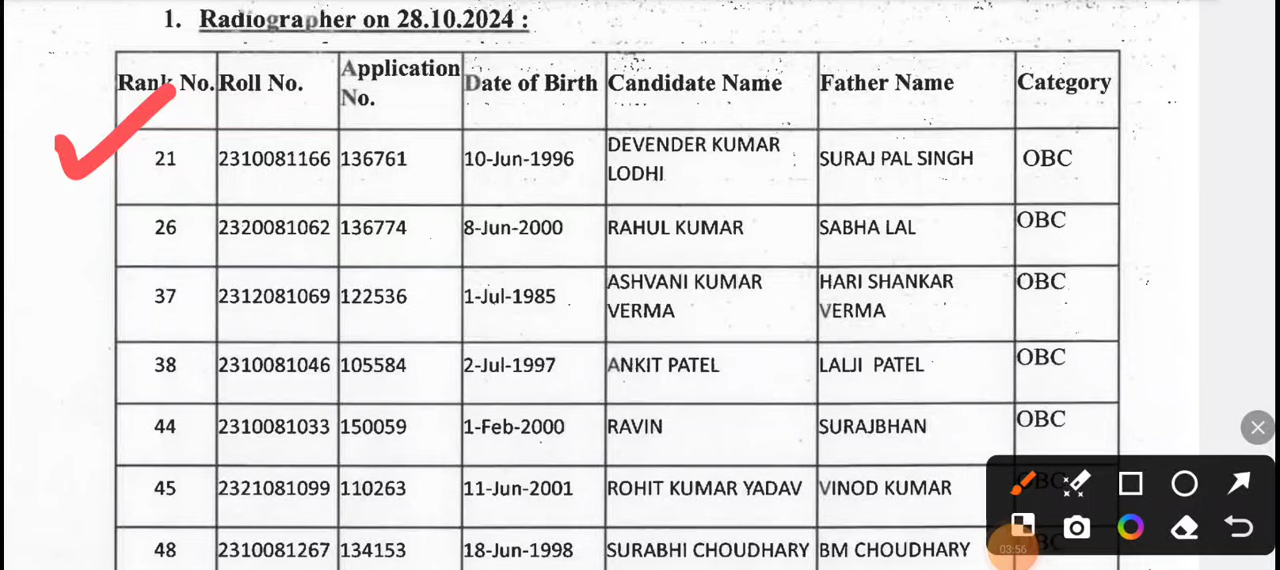 1. Radiographer on 28.10.2024 :
Rank No. Roll No. Application No. Date of Birth Candidate Name Father Name Category
21 2310081166 136761 10-Jun-1996 DEVENDER KUMAR LODHI SURAJ PAL SINGH OBC
26 2320081062 136774 8-Jun-2000 RAHUL KUMAR SABHA LAL OBC
37 2312081069 122536 1-Jul-1985 ASHVANI KUMAR VERMA HARI SHANKAR VERMA OBC
38 2310081046 105584 2-Jul-1997 ANKIT PATEL LALJI PATEL OBC
44 2310081033 150059 1-Feb-2000 RAVIN SURAJBHAN OBC
45 2321081099 110263 11-Jun-2001 ROHIT KUMAR YADAV VINOD KUMAR OBC
48 2310081267 134153 18-Jun-1998 SURABHI CHOUDHARY BM CHOUDHARY
03:56